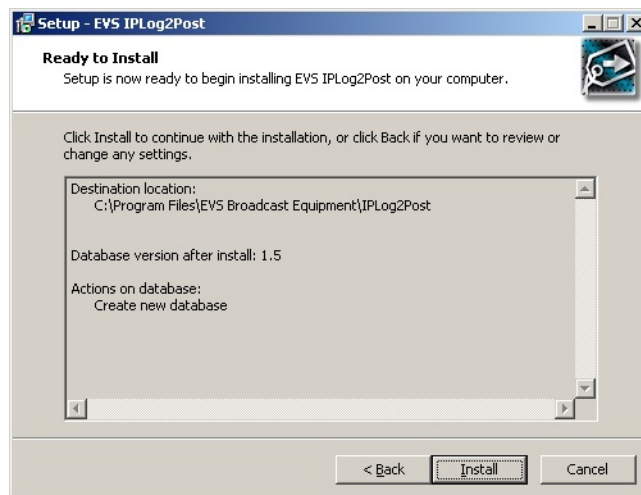 Setup - EVS IPLog2Post
Ready to Install
Setup is now ready to begin installing EVS IPLog2Post on your computer.
Click Install to continue with the installation, or click Back if you want to review or
change any settings.
Destination location:
C:\Program Files\EVS Broadcast Equipment\IPLog2Post
Database version after install: 1.5
Actions on database:
Create new database
< Back
Install
Cancel